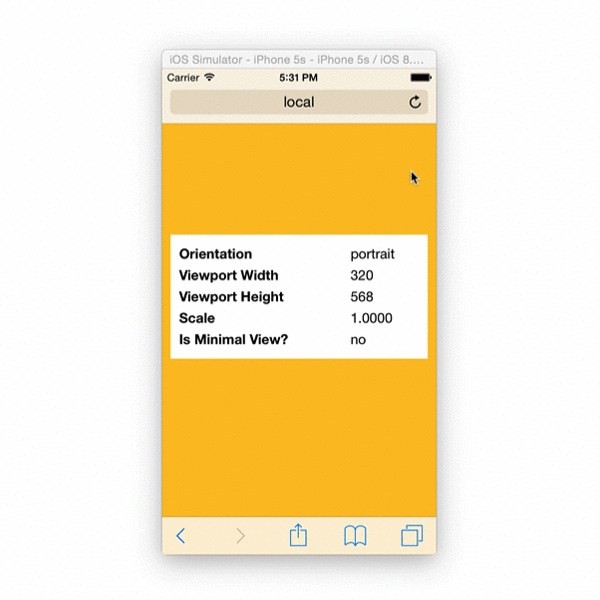 iOS Simulator - iPhone 5s - iPhone 5s / iOS 8....
Carrier 5:31 PM
local
Orientation portrait
Viewport Width 320
Viewport Height 568
Scale 1.0000
Is Minimal View? no